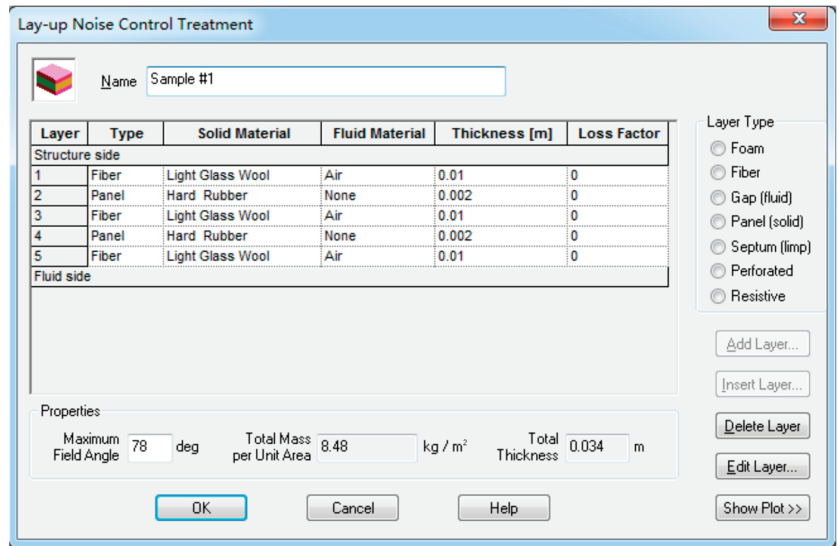 Lay-up Noise Control Treatment
Name Sample #1
Layer Type Solid Material Fluid Material Thickness [m] Loss Factor
Structure side
1 Fiber Light Glass Wool Air 0.01 0
2 Panel Hard Rubber None 0.002 0
3 Fiber Light Glass Wool Air 0.01 0
4 Panel Hard Rubber None 0.002 0
5 Fiber Light Glass Wool Air 0.01 0
Fluid side
Layer Type
Foam
Fiber
Gap (fluid)
Panel (solid)
Septum (limp)
Perforated
Resistive
Add Layer...
Insert Layer...
Delete Layer
Edit Layer...
Show Plot >>
Properties
Maximum Field Angle 78 deg Total Mass per Unit Area 8.48 kg / m² Total Thickness 0.034 m
OK Cancel Help